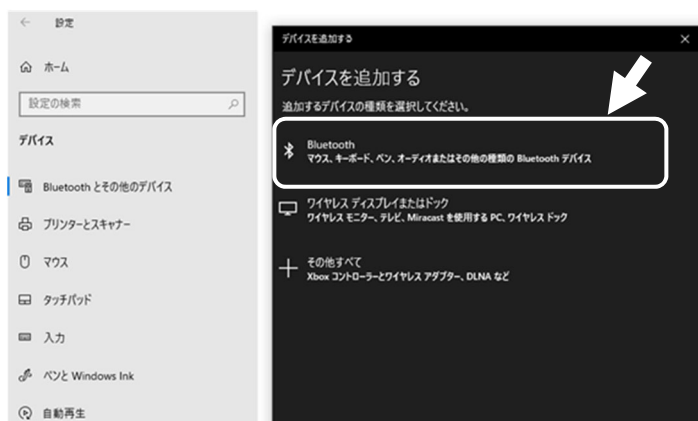 設定
ホーム
設定の検索
デバイス
Bluetooth とその他のデバイス
プリンターとスキャナー
マウス
タッチパッド
入力
ペンと Windows Ink
自動再生
デバイスを追加する
デバイスを追加する
追加するデバイスの種類を選択してください。
Bluetooth
マウス、キーボード、ペン、オーディオまたはその他の種類の Bluetooth デバイス
ワイヤレス ディスプレイまたはドック
ワイヤレス モニター、テレビ、Miracast を使用する PC、ワイヤレス ドック
その他すべて
Xbox コントローラーとワイヤレス アダプター、DLNA など